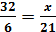 32/6 = x/21